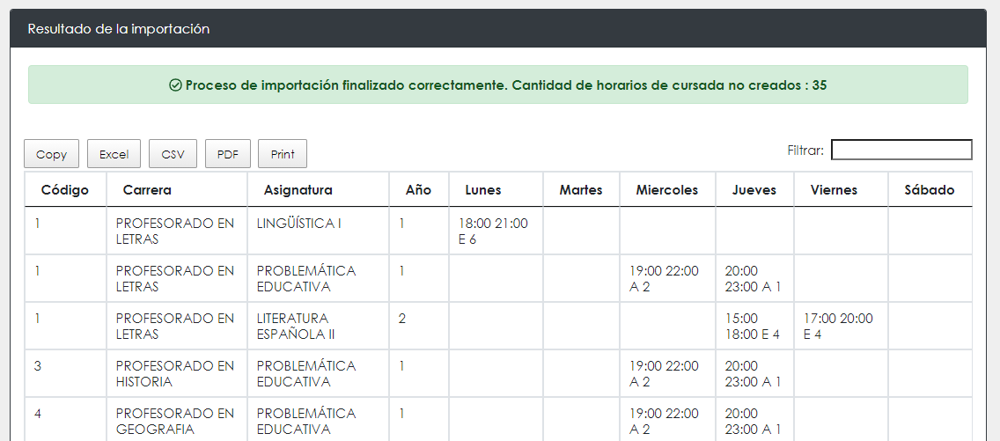 Resultado de la importación
Proceso de importación finalizado correctamente. Cantidad de horarios de cursada no creados : 35
Copy Excel CSV PDF Print Filtrar:
Código Carrera Asignatura Año Lunes Martes Miercoles Jueves Viernes Sábado
1 PROFESORADO EN LINGÜÍSTICA I 1 18:00 21:00
LETRAS E 6
1 PROFESORADO EN PROBLEMÁTICA 1 19:00 22:00 20:00
LETRAS EDUCATIVA A 2 23:00 A 1
1 PROFESORADO EN LITERATURA 2 15:00 17:00 20:00
LETRAS ESPAÑOLA II 18:00 E 4 E 4
3 PROFESORADO EN PROBLEMÁTICA 1 19:00 22:00 20:00
HISTORIA EDUCATIVA A 2 23:00 A 1
4 PROFESORADO EN PROBLEMÁTICA 1 19:00 22:00 20:00
GEOGRAFIA EDUCATIVA A 2 23:00 A 1